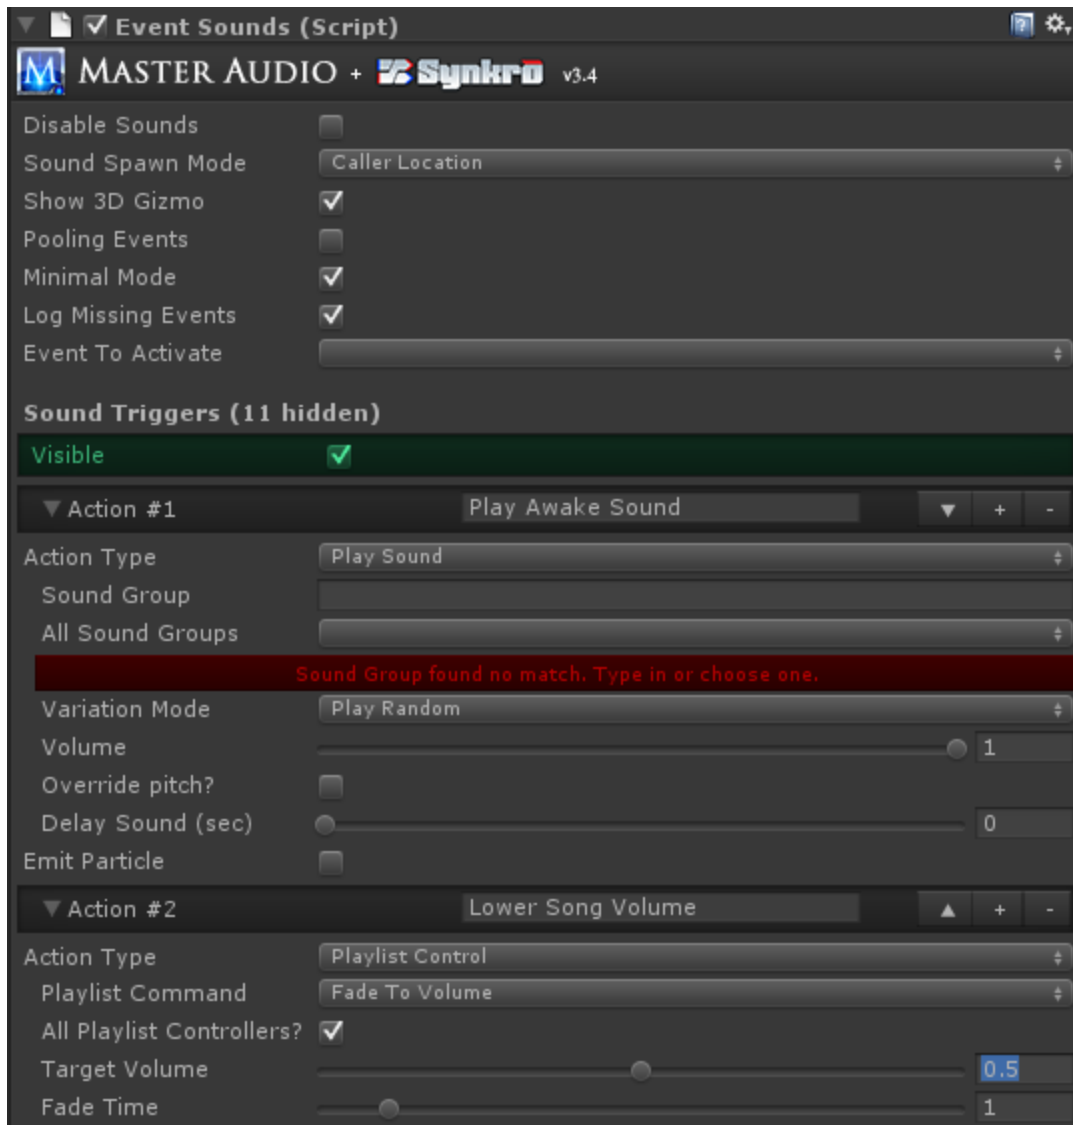 Event Sounds (Script)
M MASTER AUDIO + Synkro v3.4
Disable Sounds
Sound Spawn Mode Caller Location
Show 3D Gizmo
Pooling Events
Minimal Mode
Log Missing Events
Event To Activate
Sound Triggers (11 hidden)
Visible
Action #1 Play Awake Sound + -
Action Type Play Sound
Sound Group
All Sound Groups
Sound Group found no match. Type in or choose one.
Variation Mode Play Random
Volume 1
Override pitch?
Delay Sound (sec) 0
Emit Particle
Action #2 Lower Song Volume + -
Action Type Playlist Control
Playlist Command Fade To Volume
All Playlist Controllers?
Target Volume 0.5
Fade Time 1